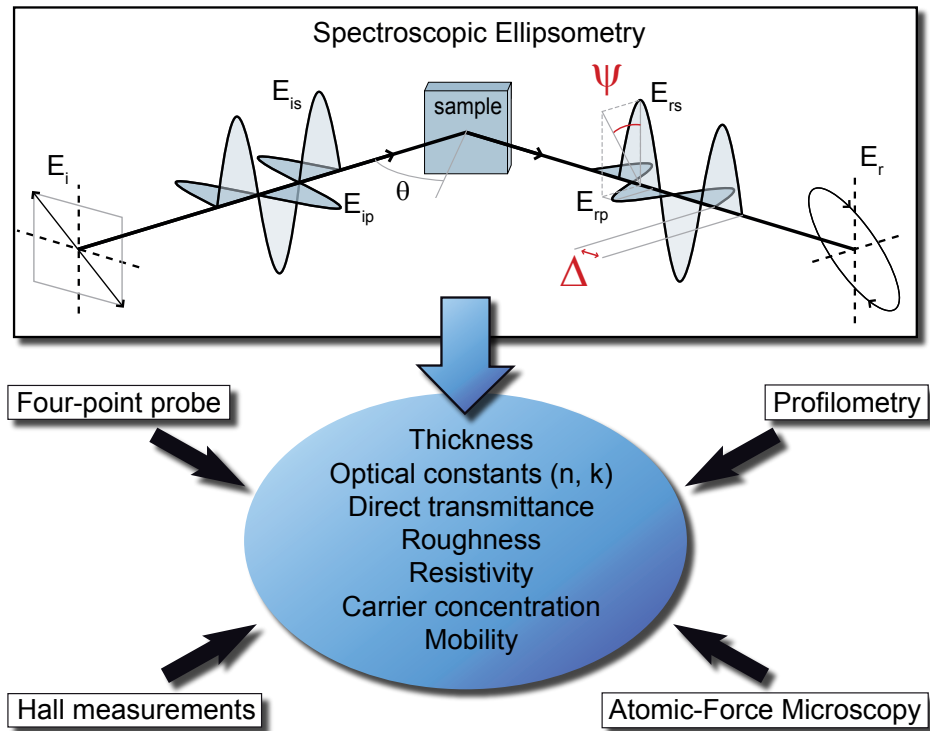 Spectroscopic Ellipsometry
E_i
E_is
E_ip
θ
sample
ψ
E_rs
E_rp
Δ
E_r
Four-point probe
Profilometry
Thickness
Optical constants (n, k)
Direct transmittance
Roughness
Resistivity
Carrier concentration
Mobility
Hall measurements
Atomic-Force Microscopy